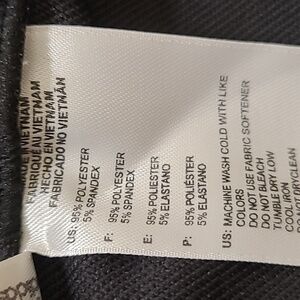 MADE IN VIETNAM
FABRIQUÉ AU VIETNAM
HECHO EN VIETNAM
FABRICADO NO VIETNÃ
US: 95% POLYESTER
5% SPANDEX
F: 95% POLYESTER
5% SPANDEX
E: 95% POLIESTER
5% ELASTANO
P: 95% POLIÉSTER
5% ELASTANO
US: MACHINE WASH COLD WITH LIKE
COLORS
DO NOT USE FABRIC SOFTENER
DO NOT BLEACH
TUMBLE DRY LOW
COOL IRON